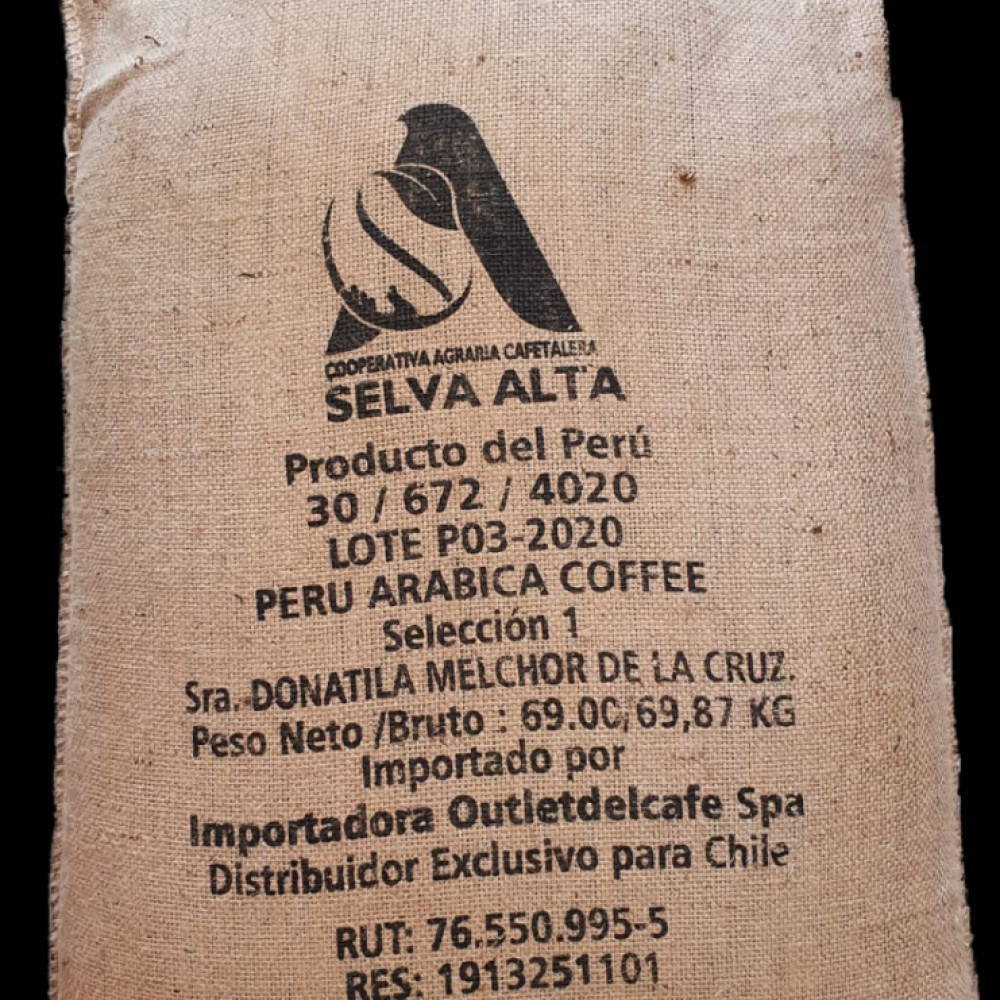 COOPERATIVA AGRARIA CAFETALERA
SELVA ALTA
Producto del Perú
30 / 672 / 4020
LOTE P03-2020
PERU ARABICA COFFEE
Selección 1
Sra. DONATILA MELCHOR DE LA CRUZ.
Peso Neto /Bruto : 69.00, 69,87 KG
Importado por
Importadora Outletdelcafe Spa
Distribuidor Exclusivo para Chile
RUT: 76.550.995-5
RES: 1913251101